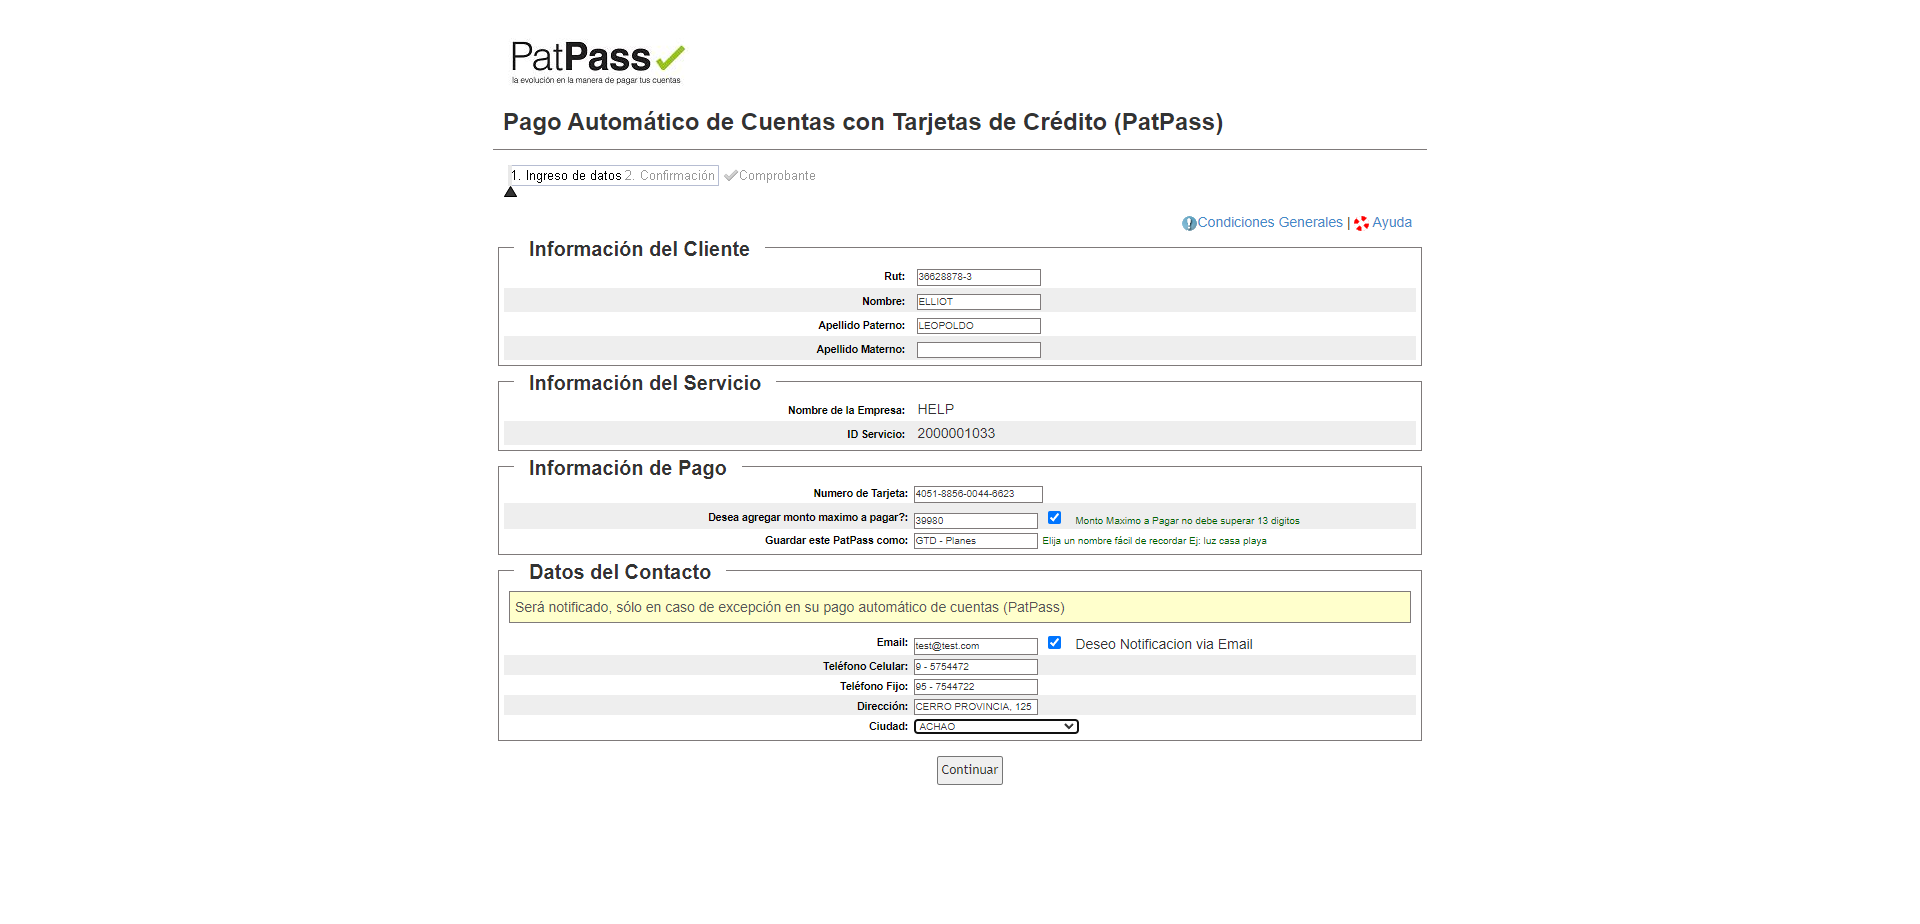 PatPass
la evolución en la manera de pagar tus cuentas
Pago Automático de Cuentas con Tarjetas de Crédito (PatPass)
1. Ingreso de datos 2. Confirmación Comprobante
Condiciones Generales | Ayuda
Información del Cliente
Rut: 36628878-3
Nombre: ELLIOT
Apellido Paterno: LEOPOLDO
Apellido Materno:
Información del Servicio
Nombre de la Empresa: HELP
ID Servicio: 2000001033
Información de Pago
Numero de Tarjeta: 4051-8856-0044-6623
Desea agregar monto maximo a pagar?: 39980 Monto Maximo a Pagar no debe superar 13 digitos
Guardar este PatPass como: GTD - Planes Elija un nombre fácil de recordar Ej: luz casa playa
Datos del Contacto
Será notificado, sólo en caso de excepción en su pago automático de cuentas (PatPass)
Email: test@test.com Deseo Notificacion via Email
Teléfono Celular: 9 - 5754472
Teléfono Fijo: 95 - 7544722
Dirección: CERRO PROVINCIA, 125
Ciudad: ACHAO
Continuar